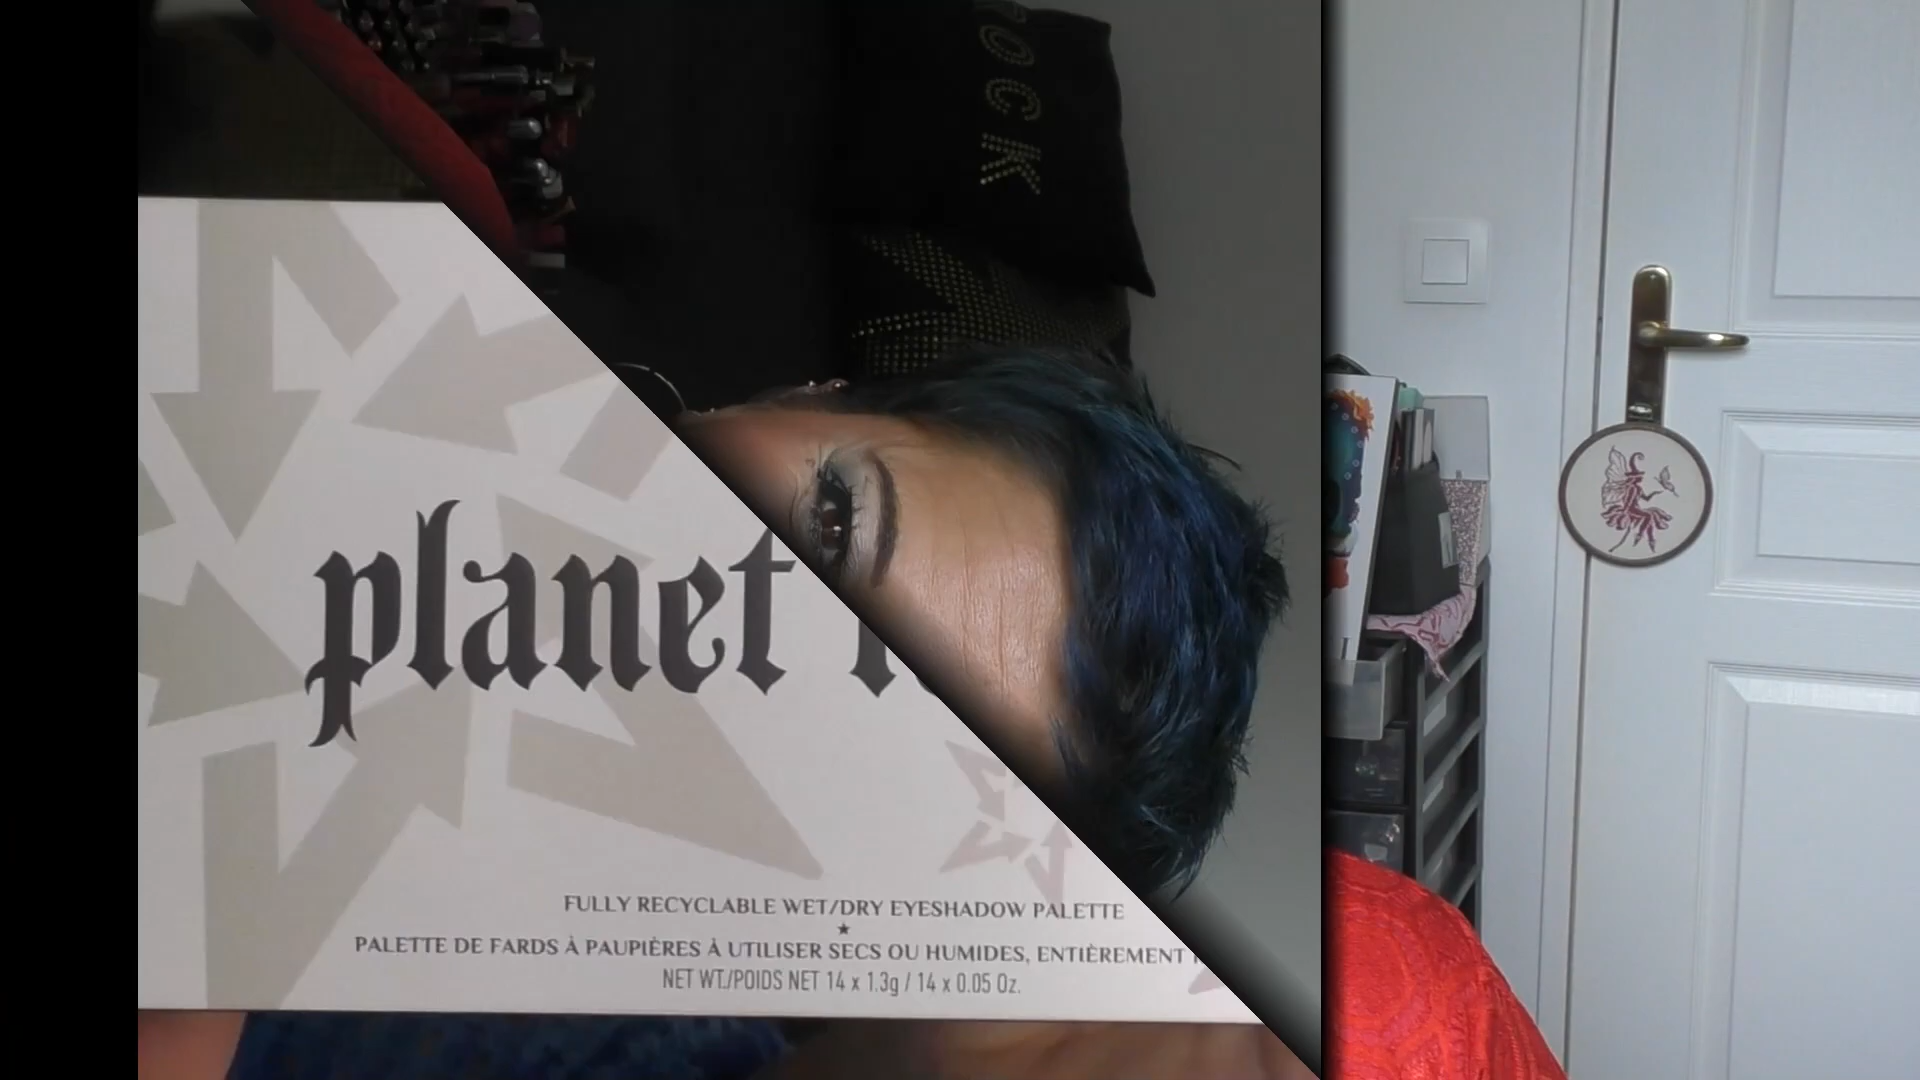 OCK
planet
FULLY RECYCLABLE WET/DRY EYESHADOW PALETTE
PALETTE DE FARDS À PAUPIÈRES À UTILISER SECS OU HUMIDES, ENTIÈREMENT
NET WT./POIDS NET 14 x 1.3g / 14 x 0.05 Oz.